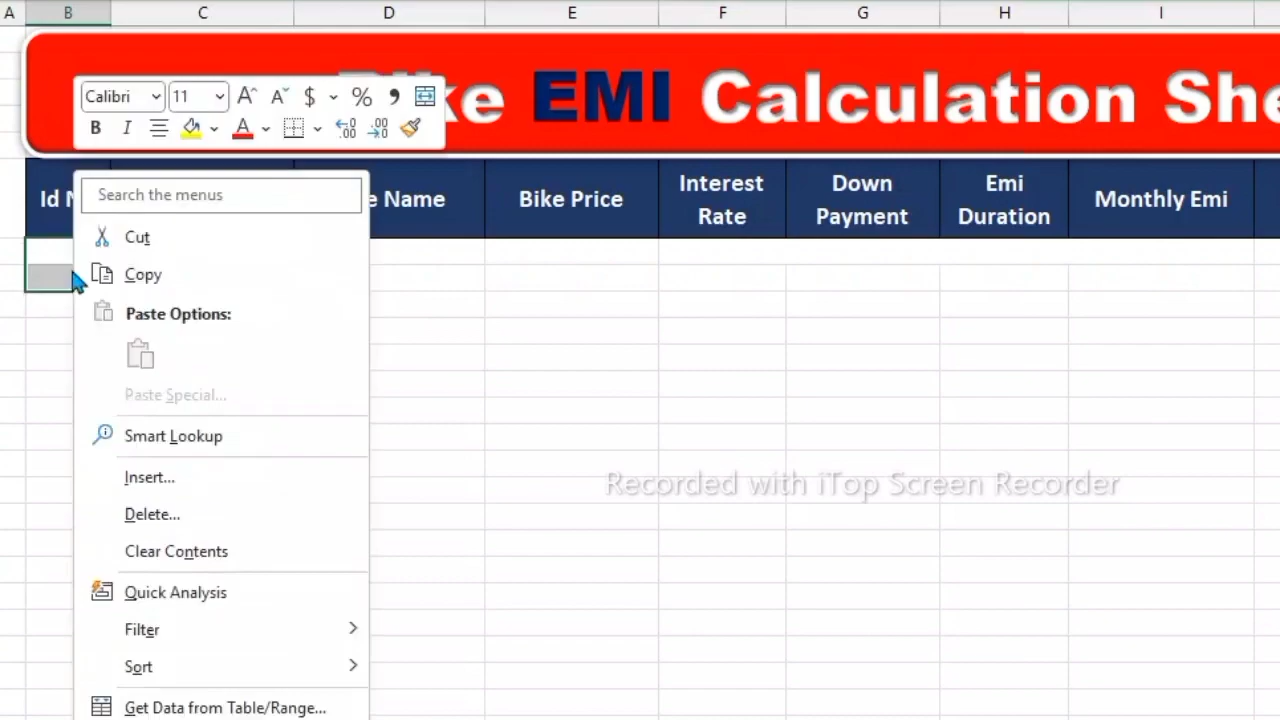 A B C D E F G H I
EMI Calculation
Calibri 11 $ %
B I A
Id Name Bike Price Interest Rate Down Payment Emi Duration Monthly Emi
Search the menus
Cut
Copy
Paste Options:
Paste Special...
Smart Lookup
Insert...
Delete...
Clear Contents
Quick Analysis
Filter
Sort
Get Data from Table/Range...
Recorded with iTop Screen Recorder